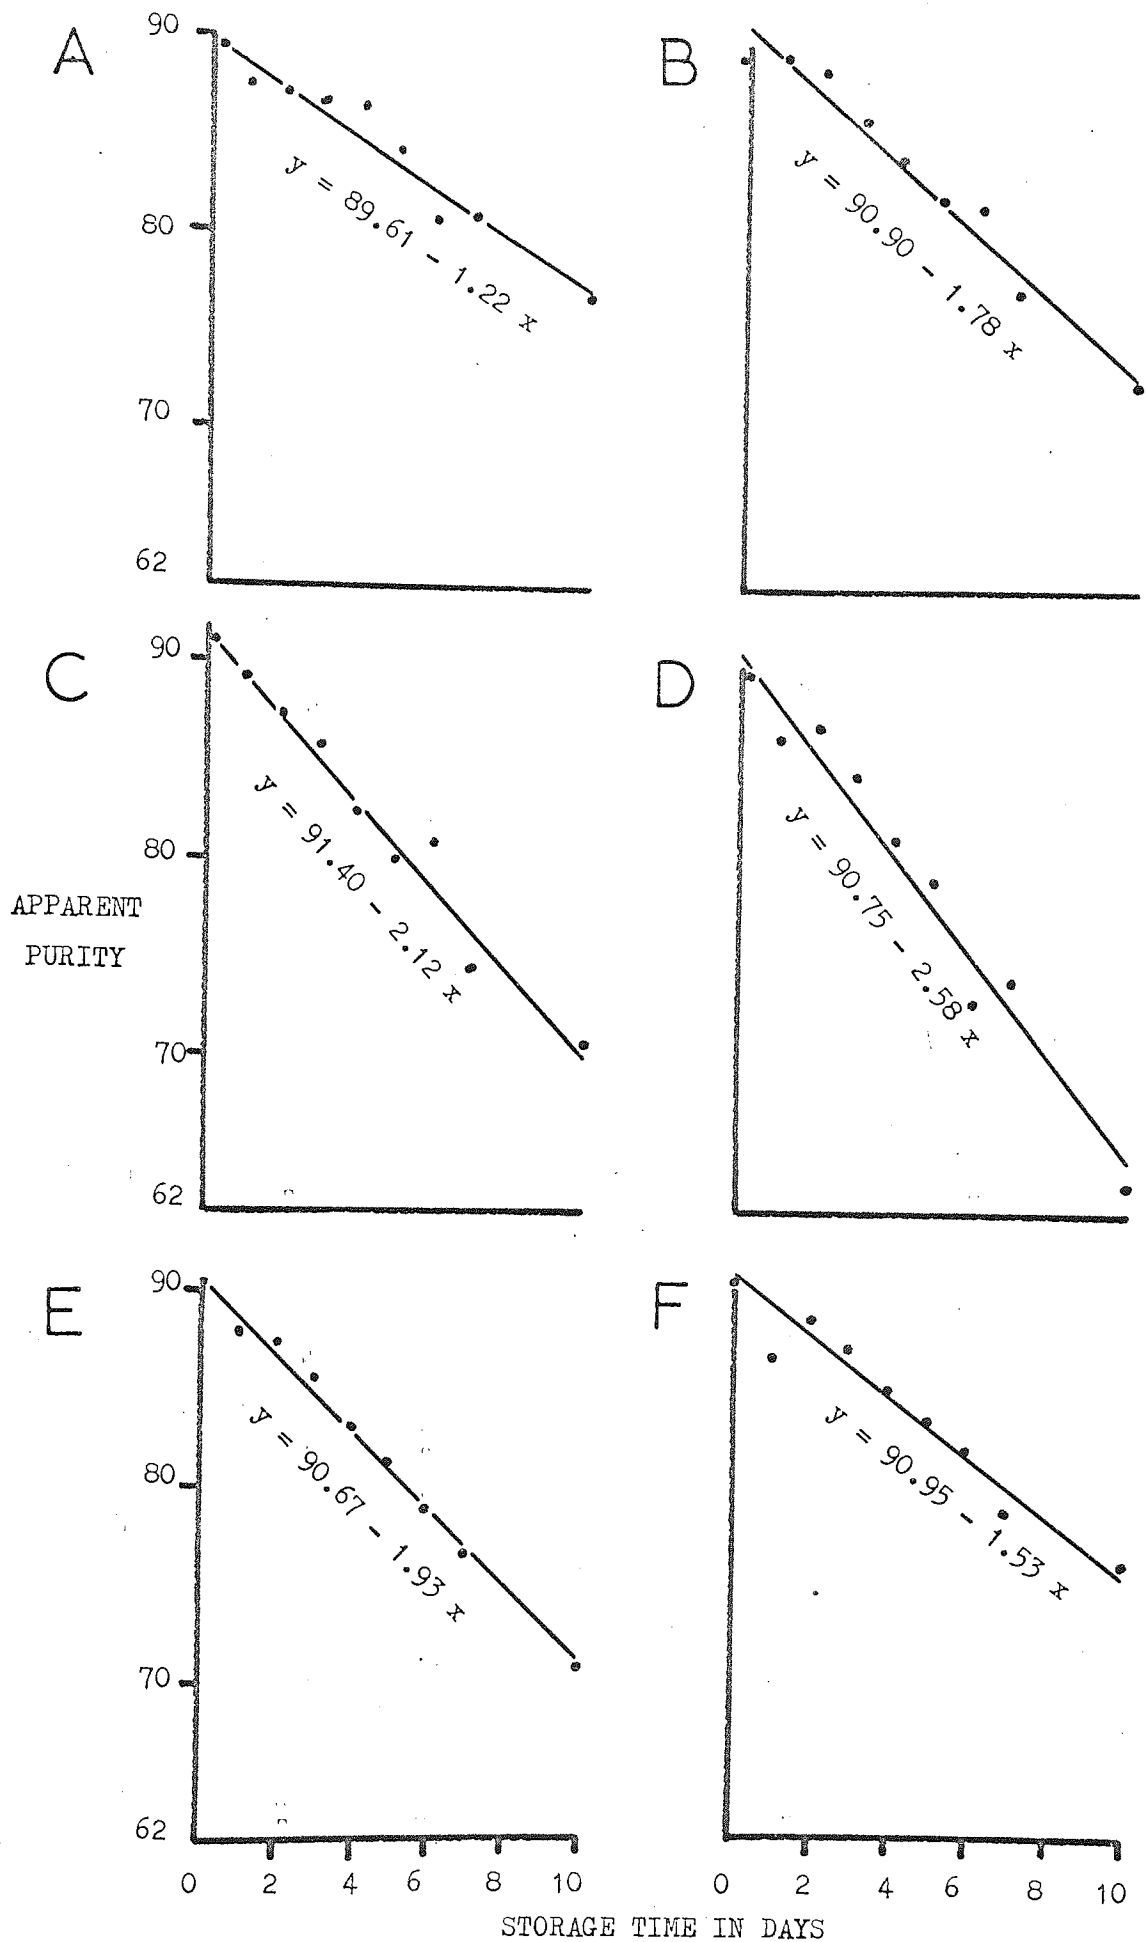 A
90
80
70
62
y = 89.61 - 1.22 x
B
y = 90.90 - 1.78 x
C
90
80
70
62
y = 91.40 - 2.12 x
D
y = 90.75 - 2.58 x
APPARENT
PURITY
E
90
80
70
62
y = 90.67 - 1.93 x
0 2 4 6 8 10
F
y = 90.95 - 1.53 x
0 2 4 6 8 10
STORAGE TIME IN DAYS